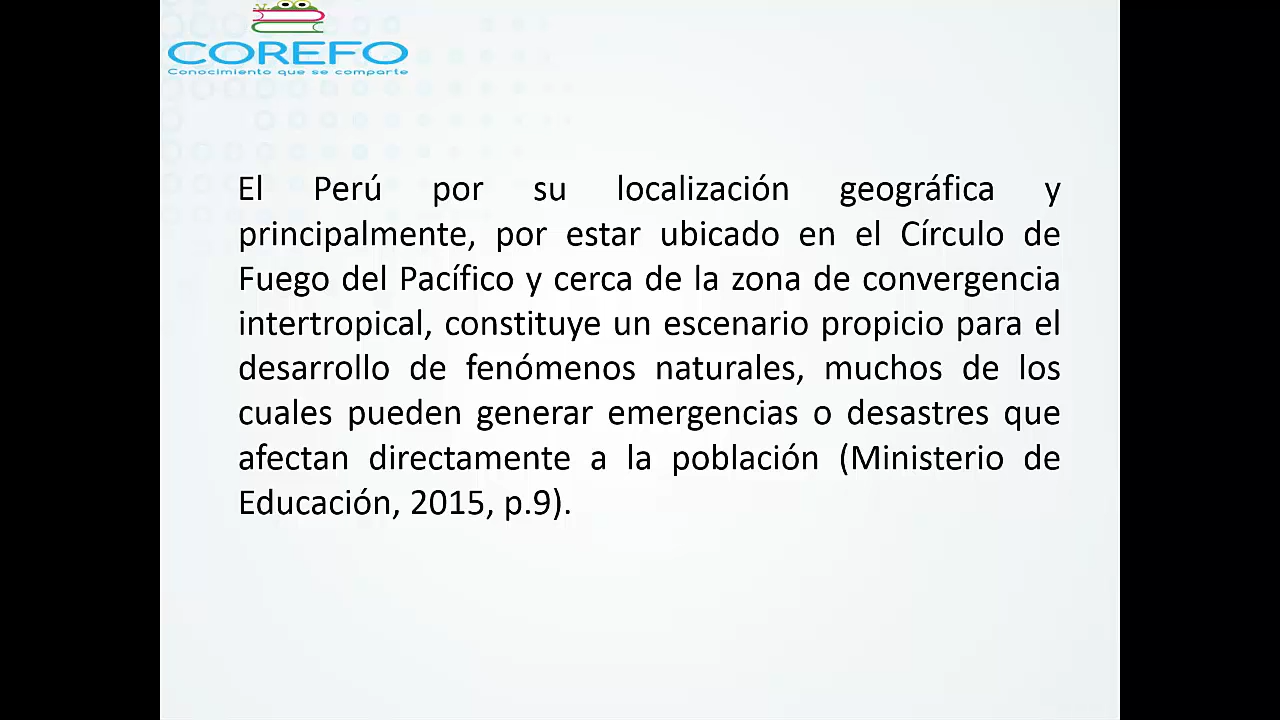 COREFO
Conocimiento que se comparte
El Perú por su localización geográfica y
principalmente, por estar ubicado en el Círculo de
Fuego del Pacífico y cerca de la zona de convergencia
intertropical, constituye un escenario propicio para el
desarrollo de fenómenos naturales, muchos de los
cuales pueden generar emergencias o desastres que
afectan directamente a la población (Ministerio de
Educación, 2015, p.9).